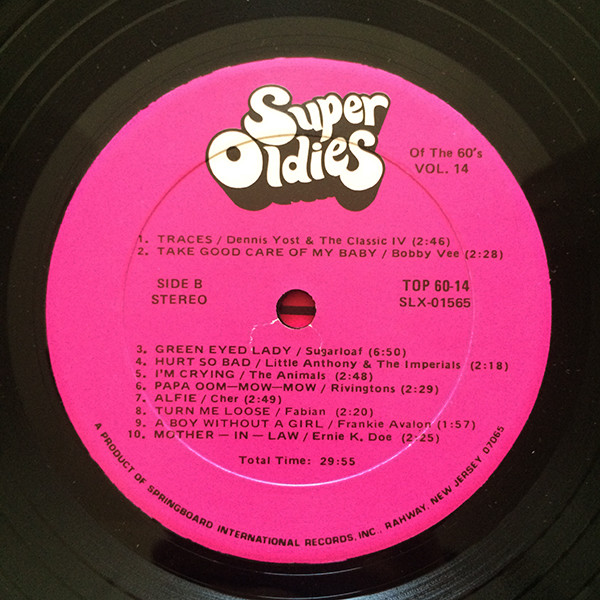 Super
Oldies
Of The 60's
VOL. 14
1. TRACES / Dennis Yost & The Classic IV (2:46)
2. TAKE GOOD CARE OF MY BABY / Bobby Vee (2:28)
SIDE B
STEREO
TOP 60-14
SLX-01565
3. GREEN EYED LADY / Sugarloaf (6:50)
4. HURT SO BAD / Little Anthony & The Imperials (2:18)
5. I'M CRYING / The Animals (2:48)
6. PAPA OOM—MOW—MOW / Rivingtons (2:29)
7. ALFIE / Cher (2:49)
8. TURN ME LOOSE / Fabian (2:20)
9. A BOY WITHOUT A GIRL / Frankie Avalon (1:57)
10. MOTHER — IN — LAW / Ernie K. Doe (2:25)
Total Time: 29:55
A PRODUCT OF SPRINGBOARD INTERNATIONAL RECORDS, INC., RAHWAY, NEW JERSEY 07065